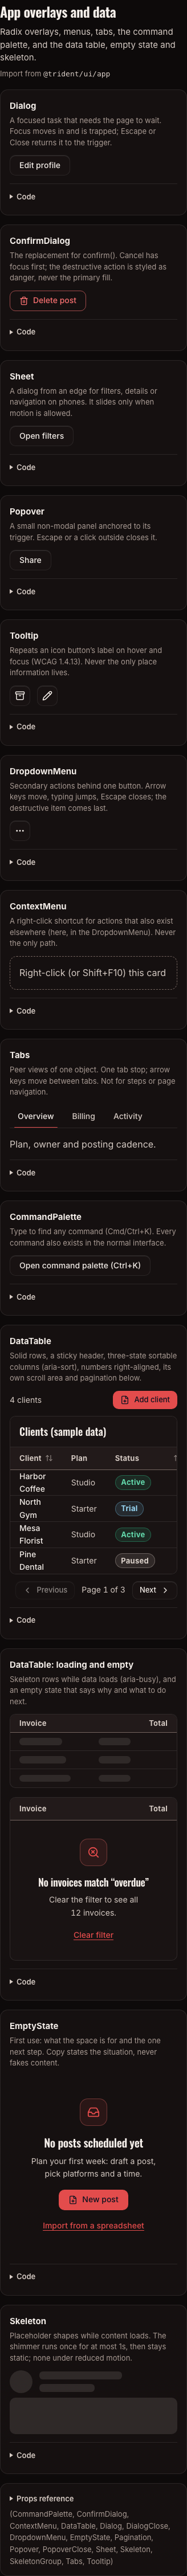 App overlays and data
Radix overlays, menus, tabs, the command
palette, and the data table, empty state and
skeleton.
Import from @trident/ui/app
Dialog
A focused task that needs the page to wait.
Focus moves in and is trapped; Escape or
Close returns it to the trigger.
Edit profile
Code
ConfirmDialog
The replacement for confirm(). Cancel has
focus first; the destructive action is styled as
danger, never the primary fill.
Delete post
Code
Sheet
A dialog from an edge for filters, details or
navigation on phones. It slides only when
motion is allowed.
Open filters
Code
Popover
A small non-modal panel anchored to its
trigger. Escape or a click outside closes it.
Share
Code
Tooltip
Repeats an icon button's label on hover and
focus (WCAG 1.4.13). Never the only place
information lives.
Code
DropdownMenu
Secondary actions behind one button. Arrow
keys move, typing jumps, Escape closes; the
destructive item comes last.
Code
ContextMenu
A right-click shortcut for actions that also exist
elsewhere (here, in the DropdownMenu). Never
the only path.
Right-click (or Shift+F10) this card
Code
Tabs
Peer views of one object. One tab stop; arrow
keys move between tabs. Not for steps or page
navigation.
Overview Billing Activity
Plan, owner and posting cadence.
Code
CommandPalette
Type to find any command (Cmd/Ctrl+K). Every
command also exists in the normal interface.
Open command palette (Ctrl+K)
Code
DataTable
Solid rows, a sticky header, three-state sortable
columns (aria-sort), numbers right-aligned, its
own scroll area and pagination below.
4 clients Add client
Clients (sample data)
Client Plan Status
Harbor
Coffee
Studio Active
North
Gym
Starter Trial
Mesa
Florist
Studio Active
Pine
Dental
Starter Paused
Previous Page 1 of 3 Next
Code
DataTable: loading and empty
Skeleton rows while data loads (aria-busy), and
an empty state that says why and what to do
next.
Invoice Total
Invoice Total
No invoices match “overdue”
Clear the filter to see all
12 invoices.
Clear filter
Code
EmptyState
First use: what the space is for and the one
next step. Copy states the situation, never
fakes content.
No posts scheduled yet
Plan your first week: draft a post,
pick platforms and a time.
New post
Import from a spreadsheet
Code
Skeleton
Placeholder shapes while content loads. The
shimmer runs once for at most 1s, then stays
static; none under reduced motion.
Code
Props reference
(CommandPalette, ConfirmDialog,
ContextMenu, DataTable, Dialog, DialogClose,
DropdownMenu, EmptyState, Pagination,
Popover, PopoverClose, Sheet, Skeleton,
SkeletonGroup, Tabs, Tooltip)